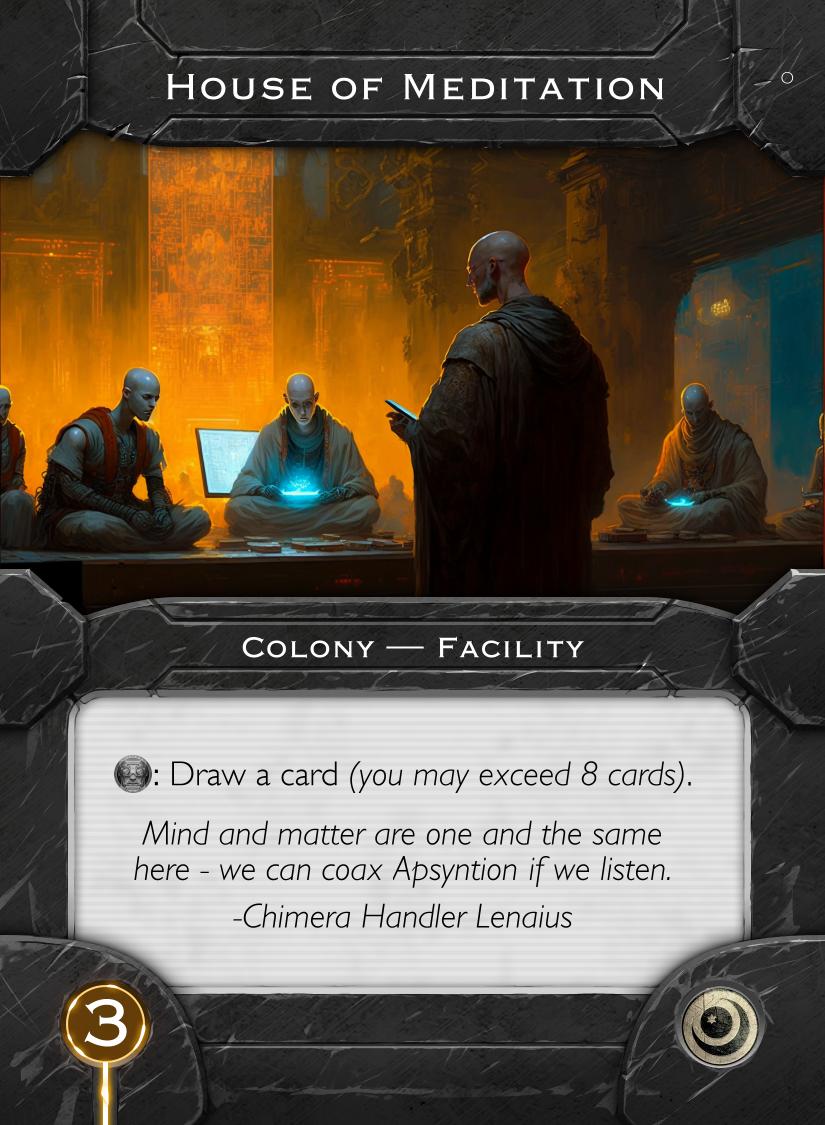 House of Meditation
Colony — Facility
: Draw a card (you may exceed 8 cards).
Mind and matter are one and the same
here - we can coax Apsyntion if we listen.
-Chimera Handler Lenaius
3